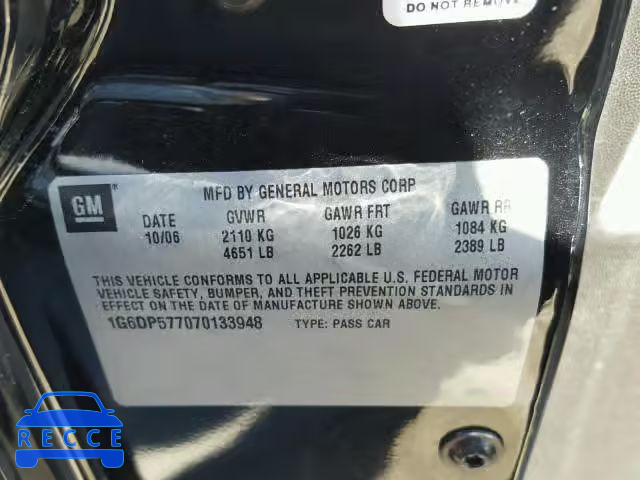 DO NOT REMOVE
GM ®
MFD BY GENERAL MOTORS CORP
DATE GVWR GAWR FRT GAWR RR
10/06 2110 KG 1026 KG 1084 KG
4651 LB 2262 LB 2389 LB
THIS VEHICLE CONFORMS TO ALL APPLICABLE U.S. FEDERAL MOTOR
VEHICLE SAFETY, BUMPER, AND THEFT PREVENTION STANDARDS IN
EFFECT ON THE DATE OF MANUFACTURE SHOWN ABOVE.
1G6DP577070133948 TYPE: PASS CAR
RECCE